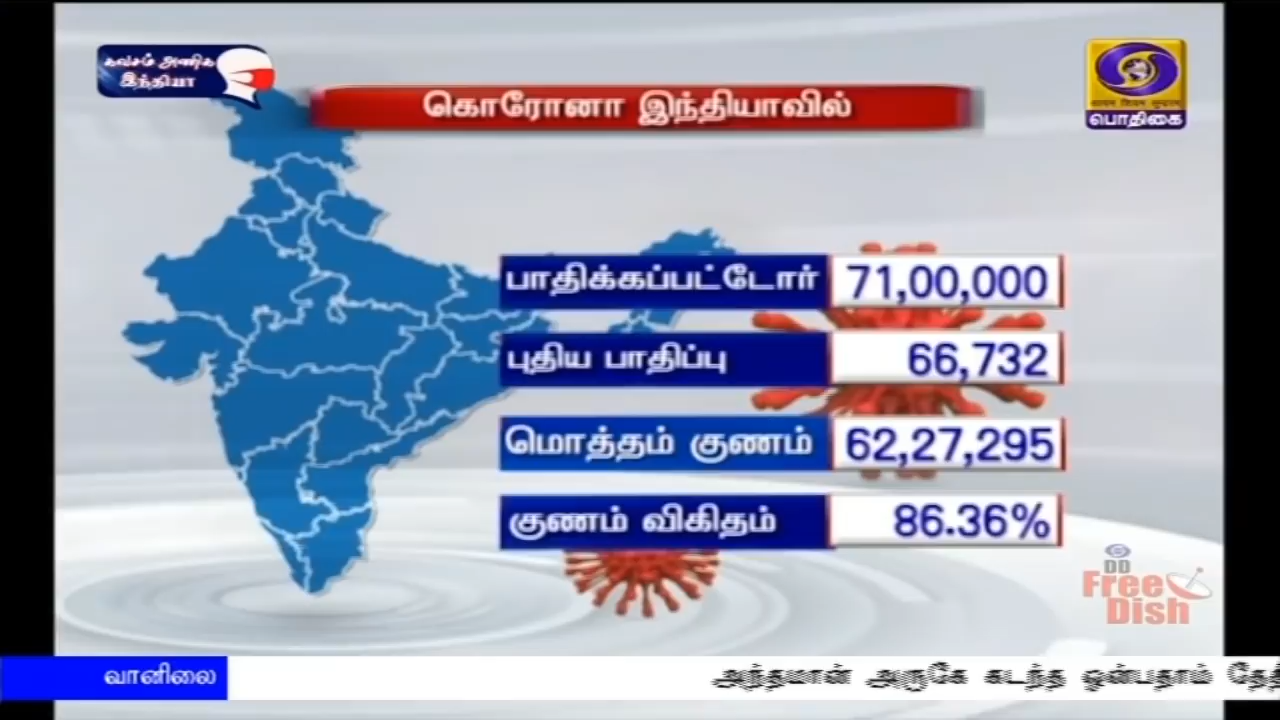 கவசம் அணிக
இந்தியா
கொரோனா இந்தியாவில்
பொதிகை
பாதிக்கப்பட்டோர் 71,00,000
புதிய பாதிப்பு 66,732
மொத்தம் குணம் 62,27,295
குணம் விகிதம் 86.36%
DD
Free
Dish
வானிலை அந்தமான் அருகே கடந்த ஒன்பதாம்